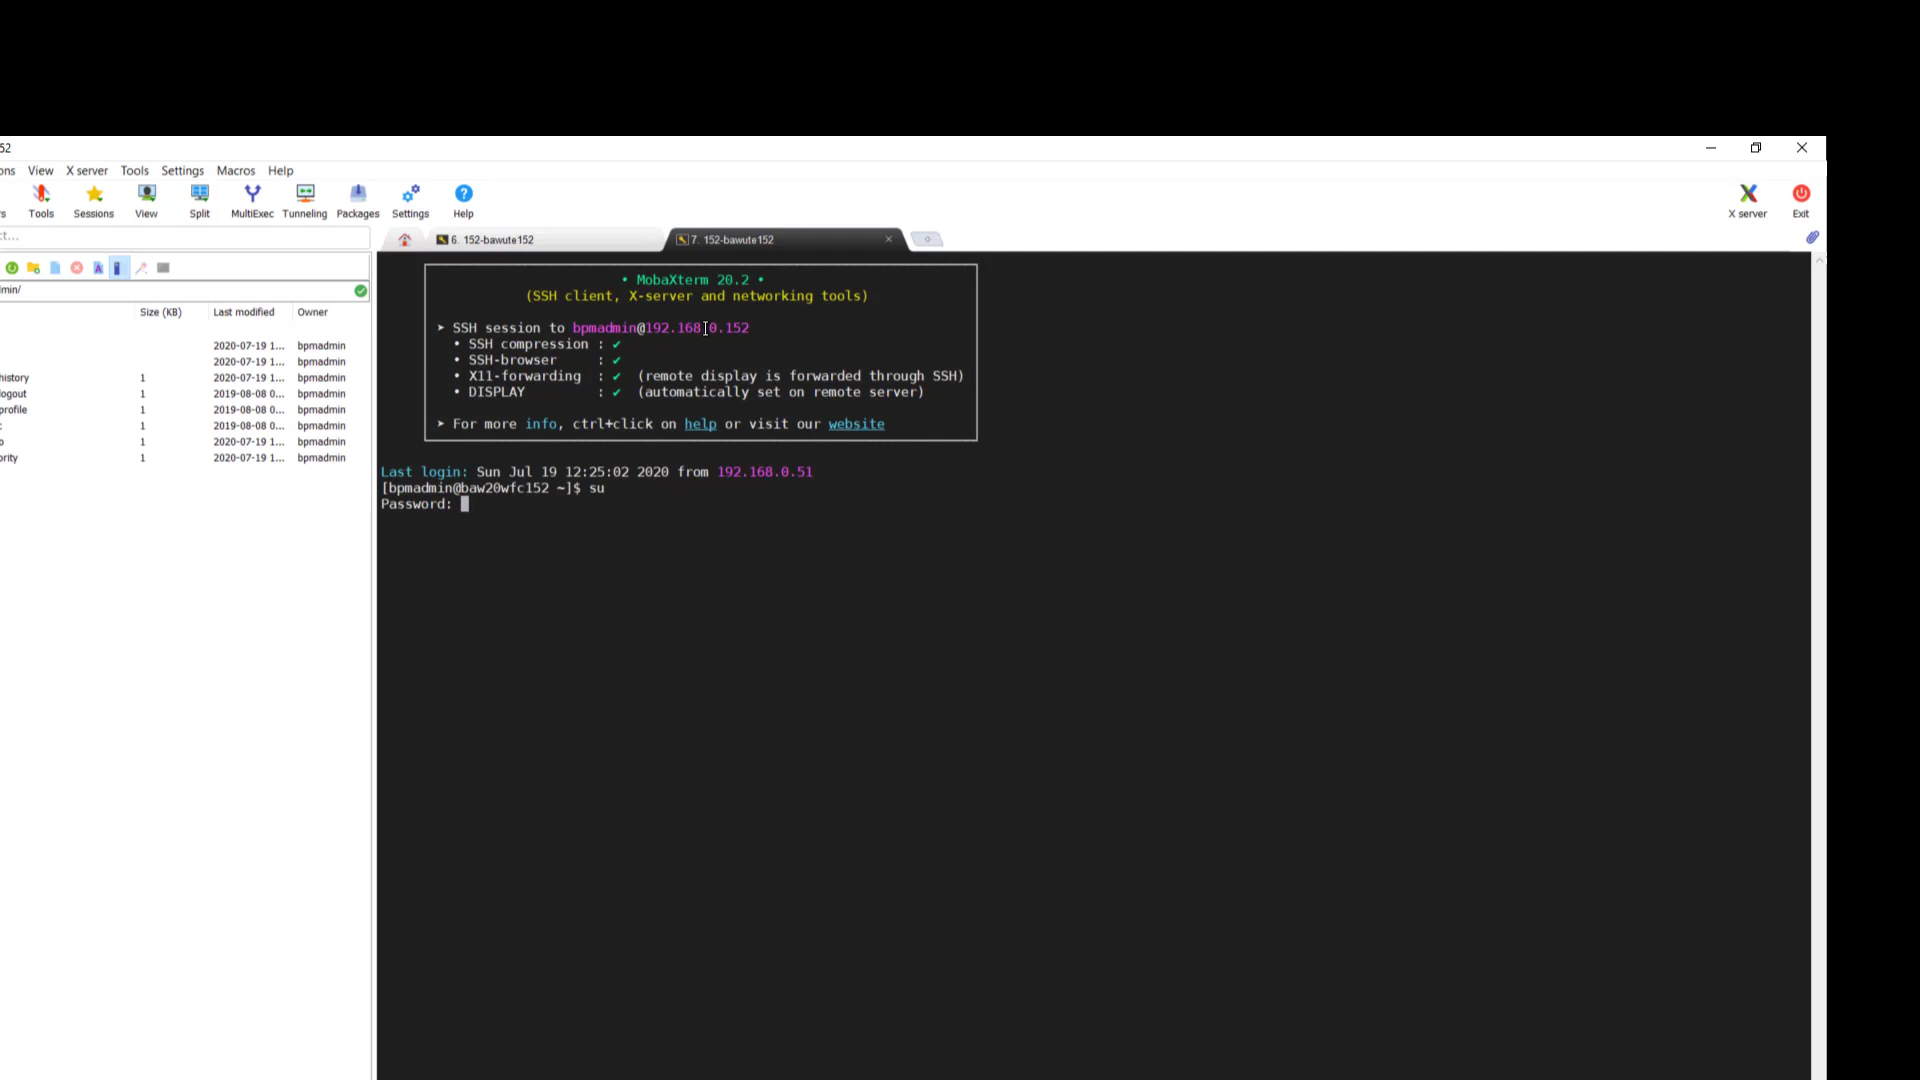 52
ons View X server Tools Settings Macros Help
rs Tools Sessions View Split MultiExec Tunneling Packages Settings Help X server Exit
ct...
6. 152-bawute152
7. 152-bawute152
min/
Size (KB) Last modified Owner
2020-07-19 1... bpmadmin
2020-07-19 1... bpmadmin
history 1 2020-07-19 1... bpmadmin
logout 1 2019-08-08 0... bpmadmin
profile 1 2019-08-08 0... bpmadmin
c 1 2019-08-08 0... bpmadmin
o 1 2020-07-19 1... bpmadmin
ority 1 2020-07-19 1... bpmadmin
• MobaXterm 20.2 •
(SSH client, X-server and networking tools)
➤ SSH session to bpmadmin@192.168.0.152
• SSH compression : ✔
• SSH-browser : ✔
• X11-forwarding : ✔ (remote display is forwarded through SSH)
• DISPLAY : ✔ (automatically set on remote server)
➤ For more info, ctrl+click on help or visit our website
Last login: Sun Jul 19 12:25:02 2020 from 192.168.0.51
[bpmadmin@baw20wfc152 ~]$ su
Password: